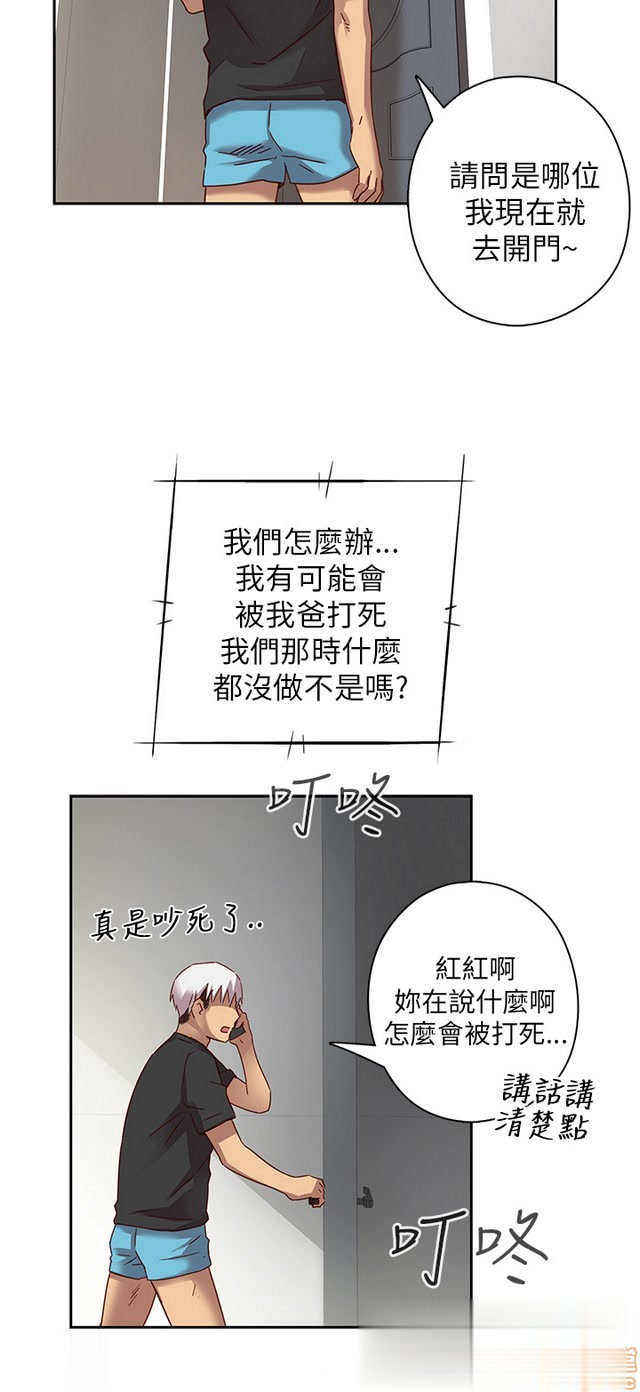 請問是哪位
我現在就
去開門~
我們怎麼辦...
我有可能會
被我爸打死
我們那時什麼
都沒做不是嗎?
叮咚
真是吵死了..
紅紅啊
妳在說什麼啊
怎麼會被打死...
講話講
清楚點
叮咚